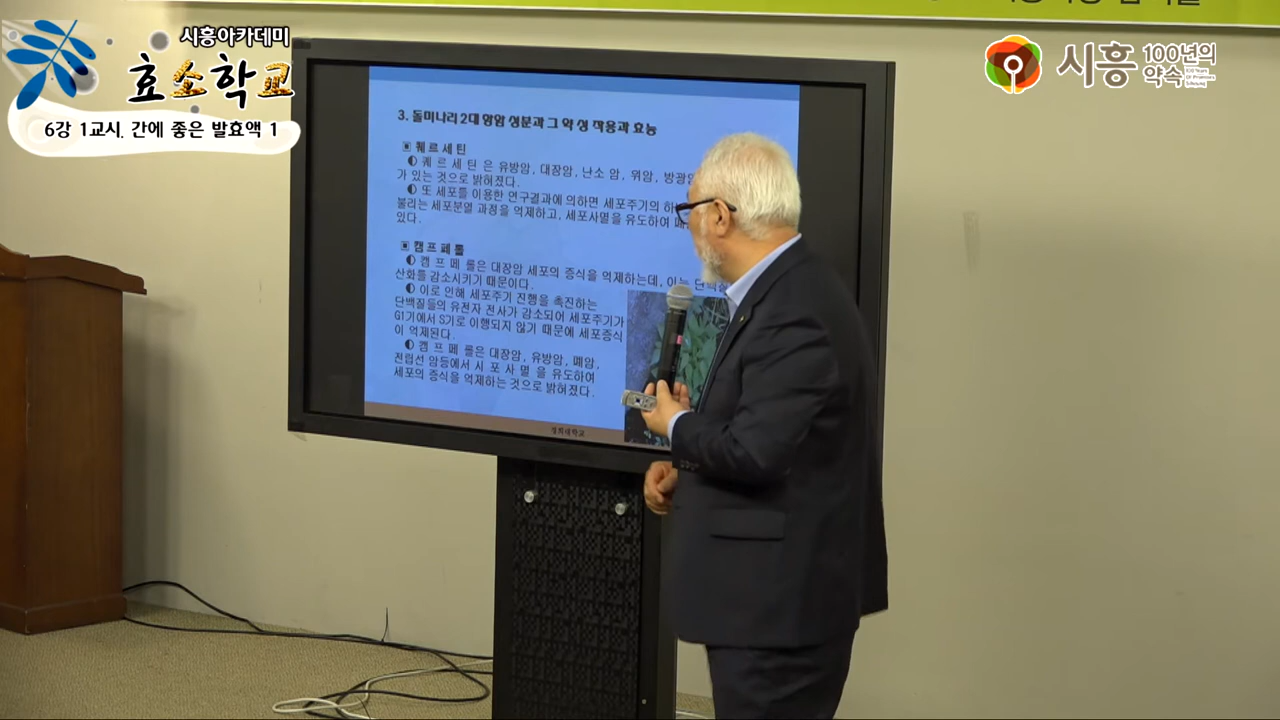 시흥아카데미
효소학교
6강 1교시. 간에 좋은 발효액 1
시흥
100년의
약속
3. 돌미나리 2대 항암 성분과 그 약 성 작용과 효능
▣ 퀘 르 세 틴
◐ 퀘 르 세 틴 은 유방암, 대장암, 난소 암, 위암, 방광암
가 있는 것으로 밝혀졌다.
◐ 또 세포를 이용한 연구결과에 의하면 세포주기의 하
불리는 세포분열 과정을 억제하고, 세포사멸을 유도하여
있다.
▣ 캠 프 페 롤
◐ 캠 프 페 롤은 대장암 세포의 증식을 억제하는데, 이는 단백질
산화를 감소시키기 때문이다.
◐ 이로 인해 세포주기 진행을 촉진하는
단백질들의 유전자 전사가 감소되어 세포주기가
G1기에서 S기로 이행되지 않기 때문에 세포증식
이 억제된다.
◐ 캠 프 페 롤은 대장암, 유방암, 폐암,
전립선 암등에서 시 포 사 멸 을 유도하여
세포의 증식을 억제하는 것으로 밝혀졌다.
경희대학교